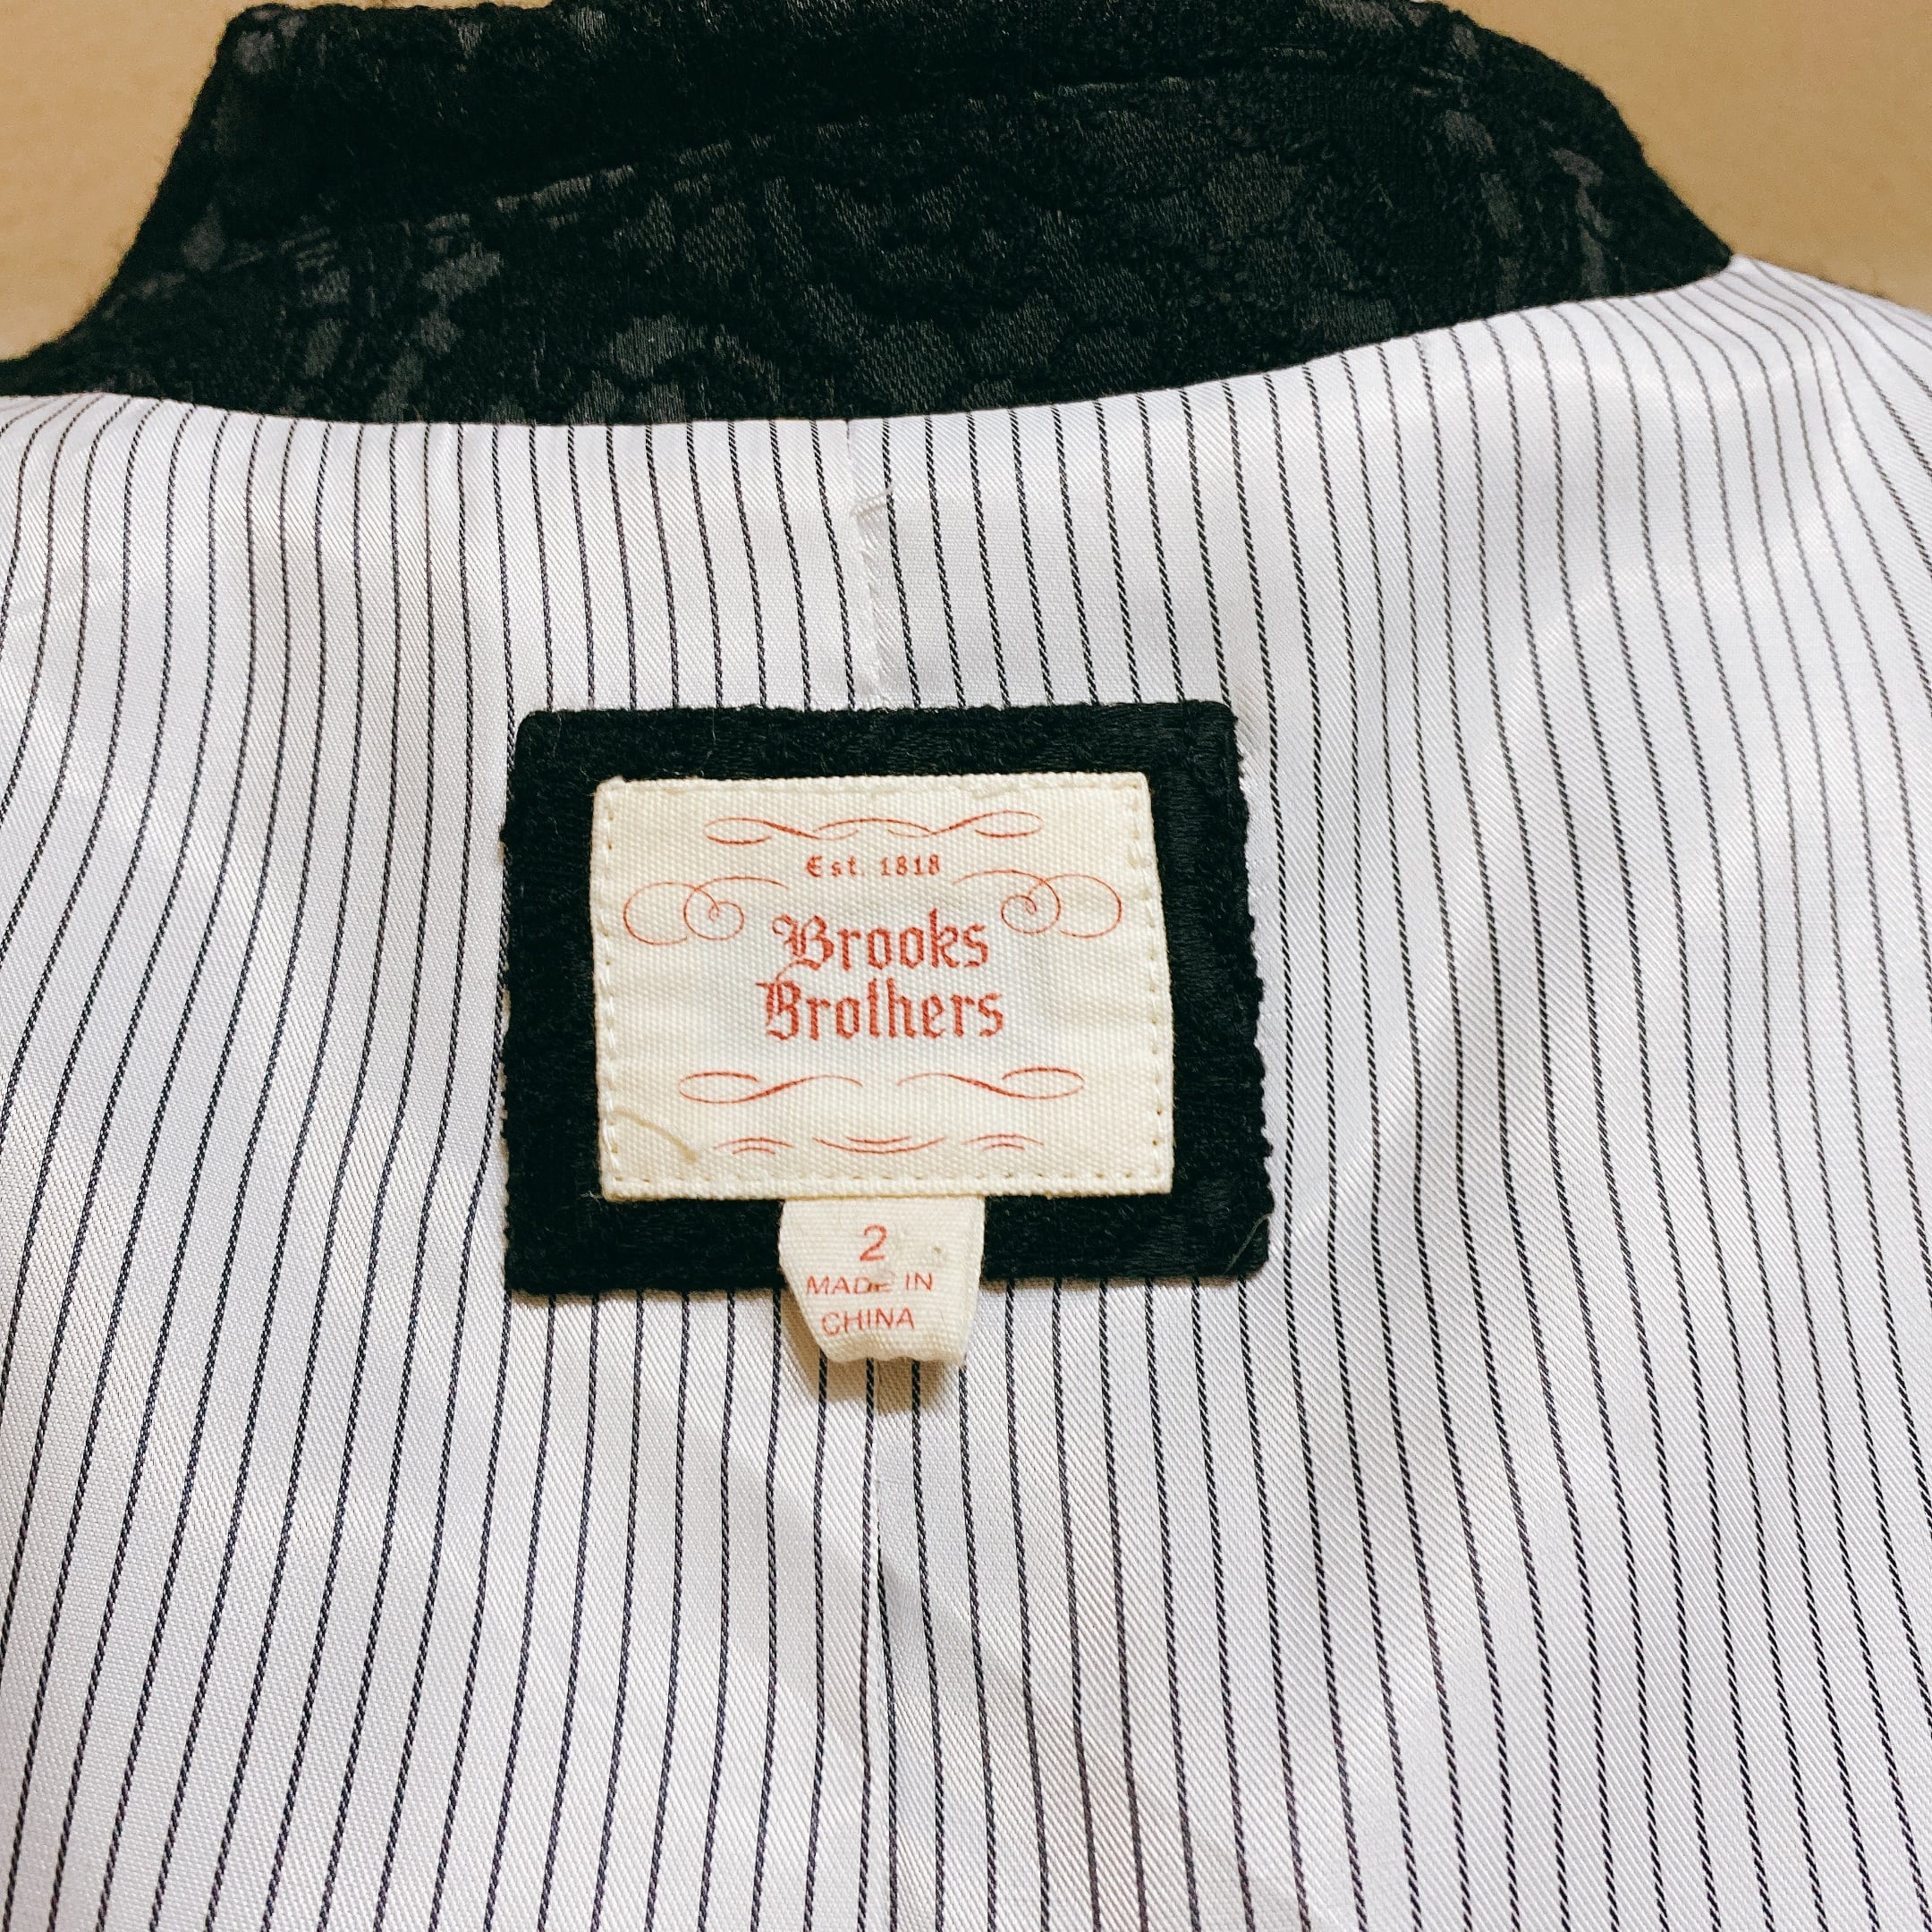 Est. 1818
Brooks
Brothers
2
MADE IN
CHINA